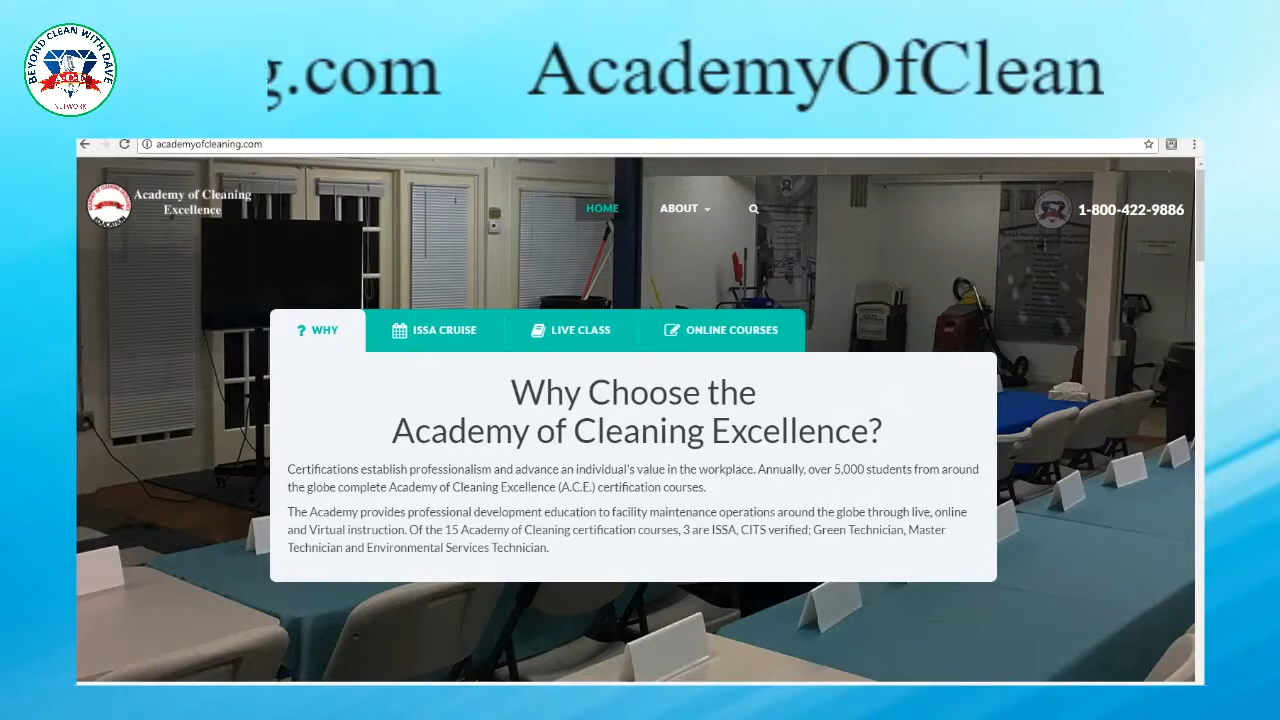 BEYOND CLEAN WITH DAVE
A.C.E.
NETWORK
g.com AcademyOfClean
academyofcleaning.com
Academy of Cleaning
Excellence
EDUCATION
HOME
ABOUT
1-800-422-9886
? WHY
ISSA CRUISE
LIVE CLASS
ONLINE COURSES
Why Choose the
Academy of Cleaning Excellence?
Certifications establish professionalism and advance an individual's value in the workplace. Annually, over 5,000 students from around
the globe complete Academy of Cleaning Excellence (A.C.E.) certification courses.
The Academy provides professional development education to facility maintenance operations around the globe through live, online
and Virtual instruction. Of the 15 Academy of Cleaning certification courses, 3 are ISSA, CITS verified; Green Technician, Master
Technician and Environmental Services Technician.